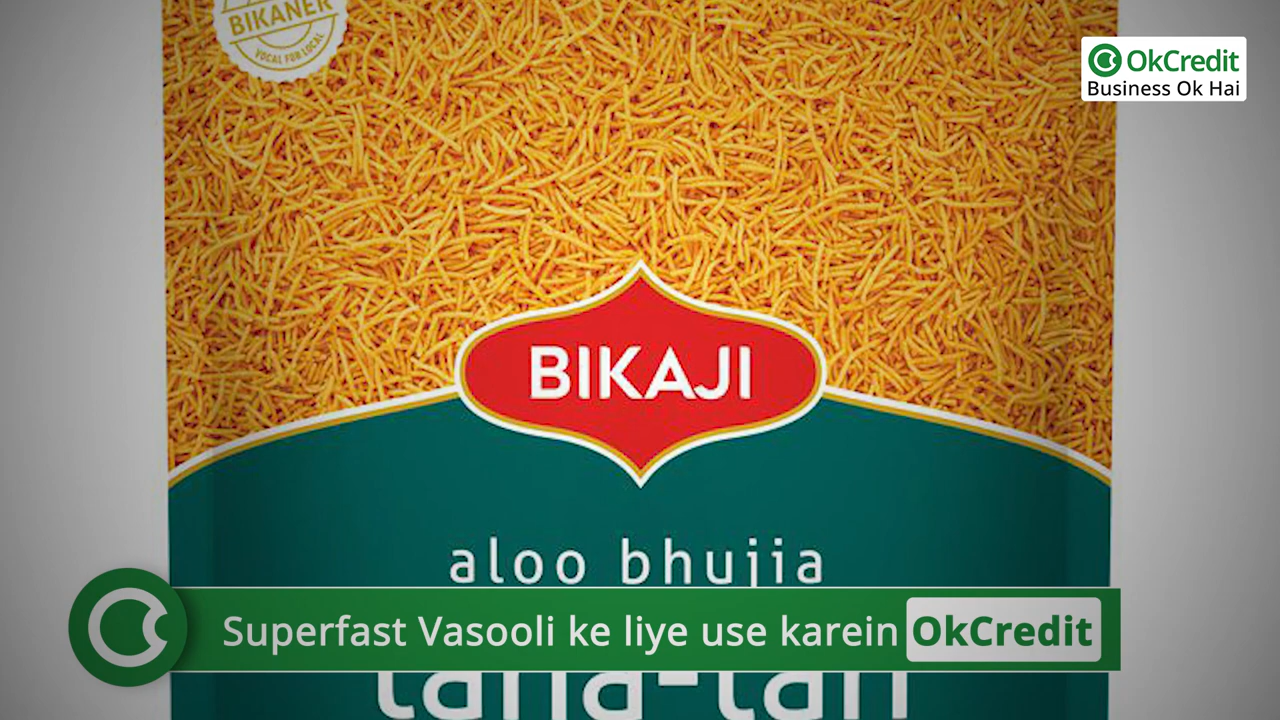 BIKANER
VOCAL FOR LOCAL
OkCredit
Business Ok Hai
BIKAJI
aloo bhujia
Superfast Vasooli ke liye use karein OkCredit